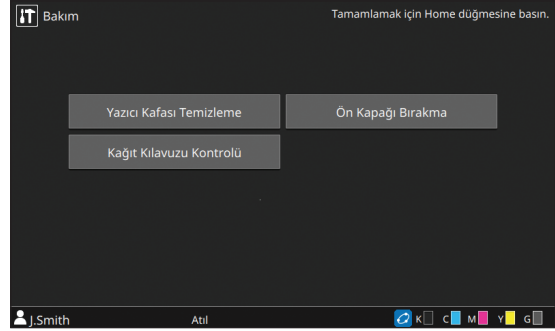 Bakım
Tamamlamak için Home düğmesine basın.
Yazıcı Kafası Temizleme
Ön Kapağı Bırakma
Kağıt Kılavuzu Kontrolü
J.Smith
Atıl
K C M Y G